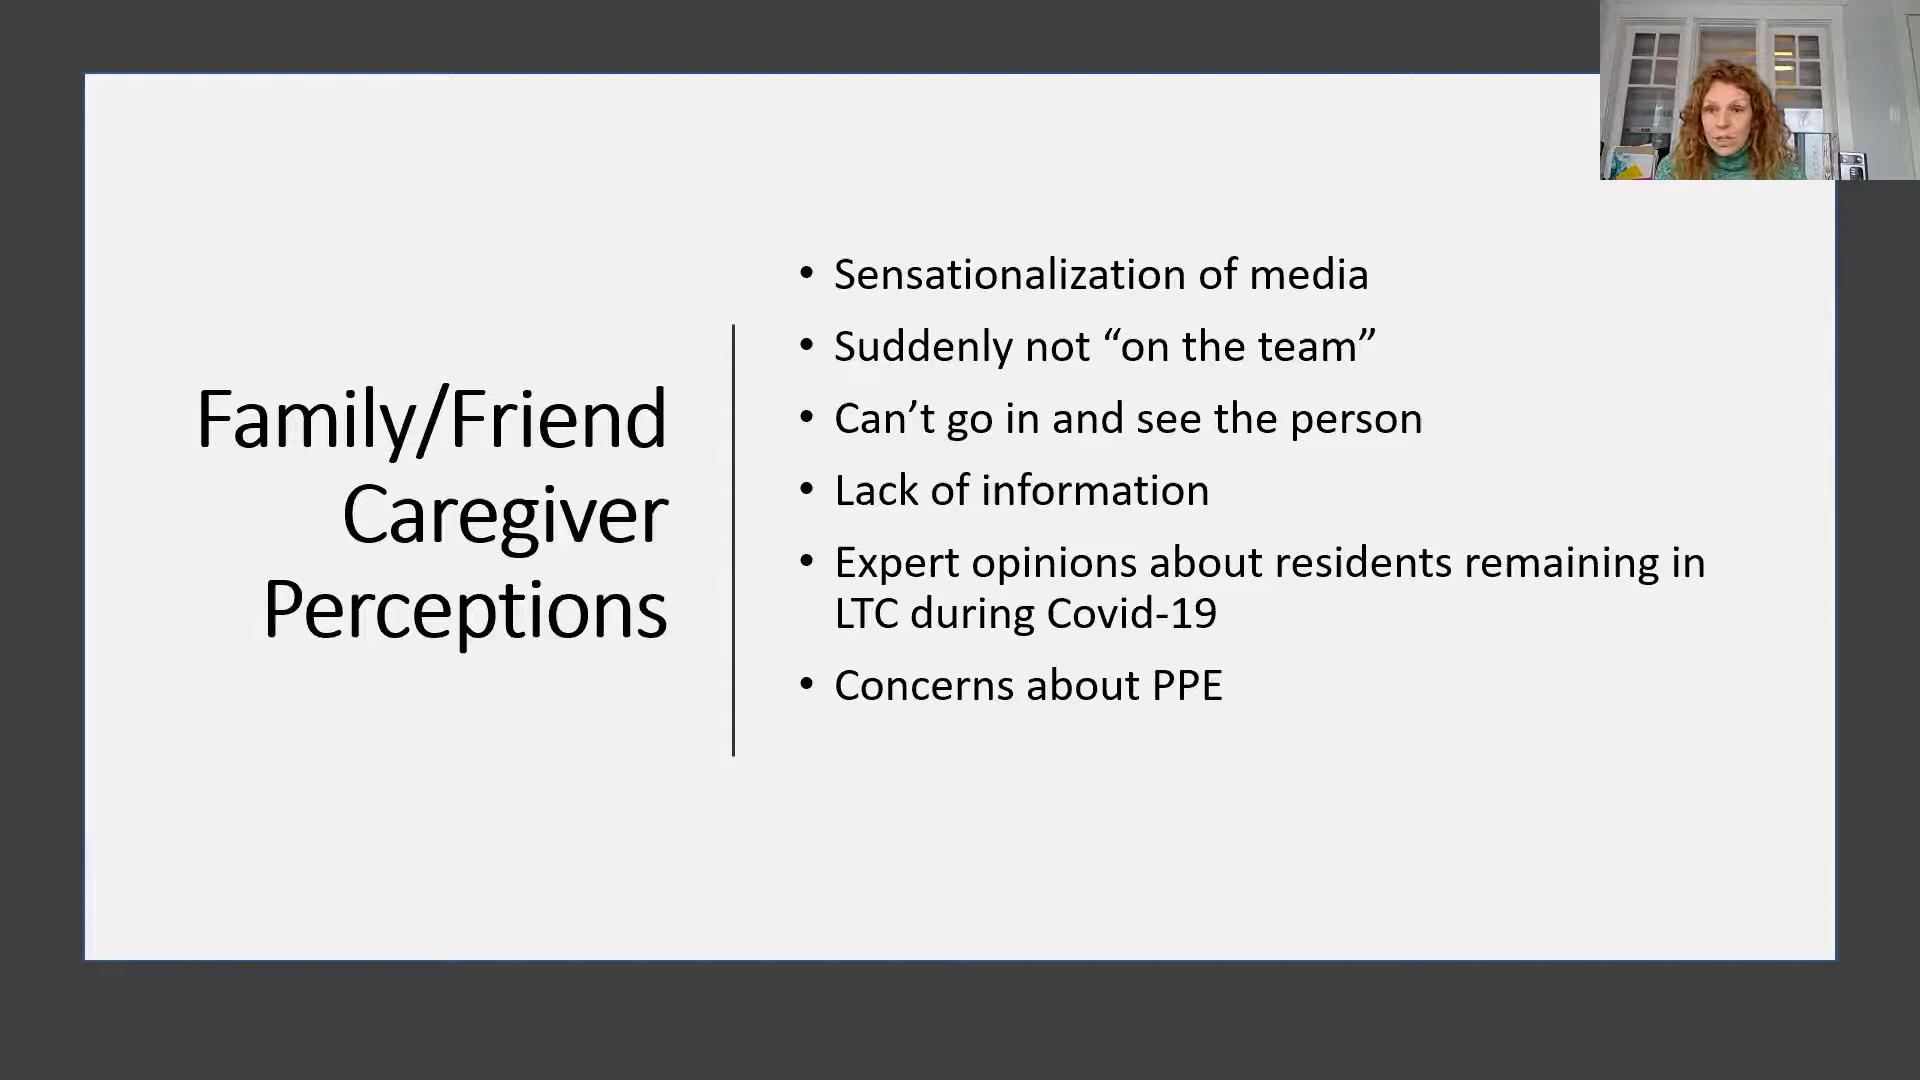 Family/Friend
Caregiver
Perceptions
• Sensationalization of media
• Suddenly not “on the team”
• Can’t go in and see the person
• Lack of information
• Expert opinions about residents remaining in
LTC during Covid-19
• Concerns about PPE